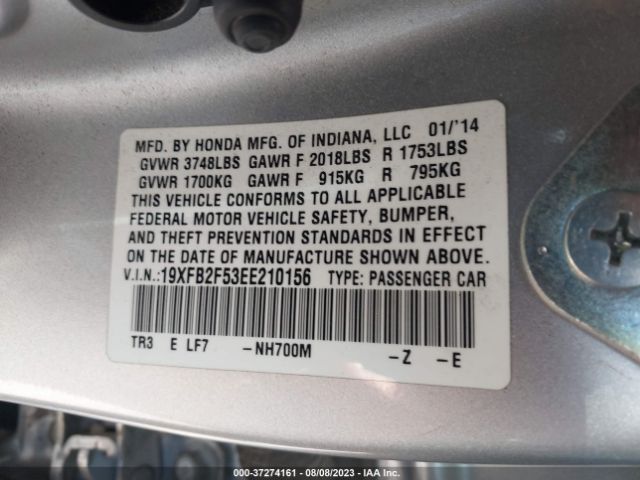 MFD. BY HONDA MFG. OF INDIANA, LLC 01/'14
GVWR 3748LBS GAWR F 2018LBS R 1753LBS
GVWR 1700KG GAWR F 915KG R 795KG
THIS VEHICLE CONFORMS TO ALL APPLICABLE
FEDERAL MOTOR VEHICLE SAFETY, BUMPER,
AND THEFT PREVENTION STANDARDS IN EFFECT
ON THE DATE OF MANUFACTURE SHOWN ABOVE.
V.I.N.:19XFB2F53EE210156 TYPE: PASSENGER CAR
TR3 E LF7 -NH700M -Z -E
000-37274161 - 08/08/2023 - IAAI.COM